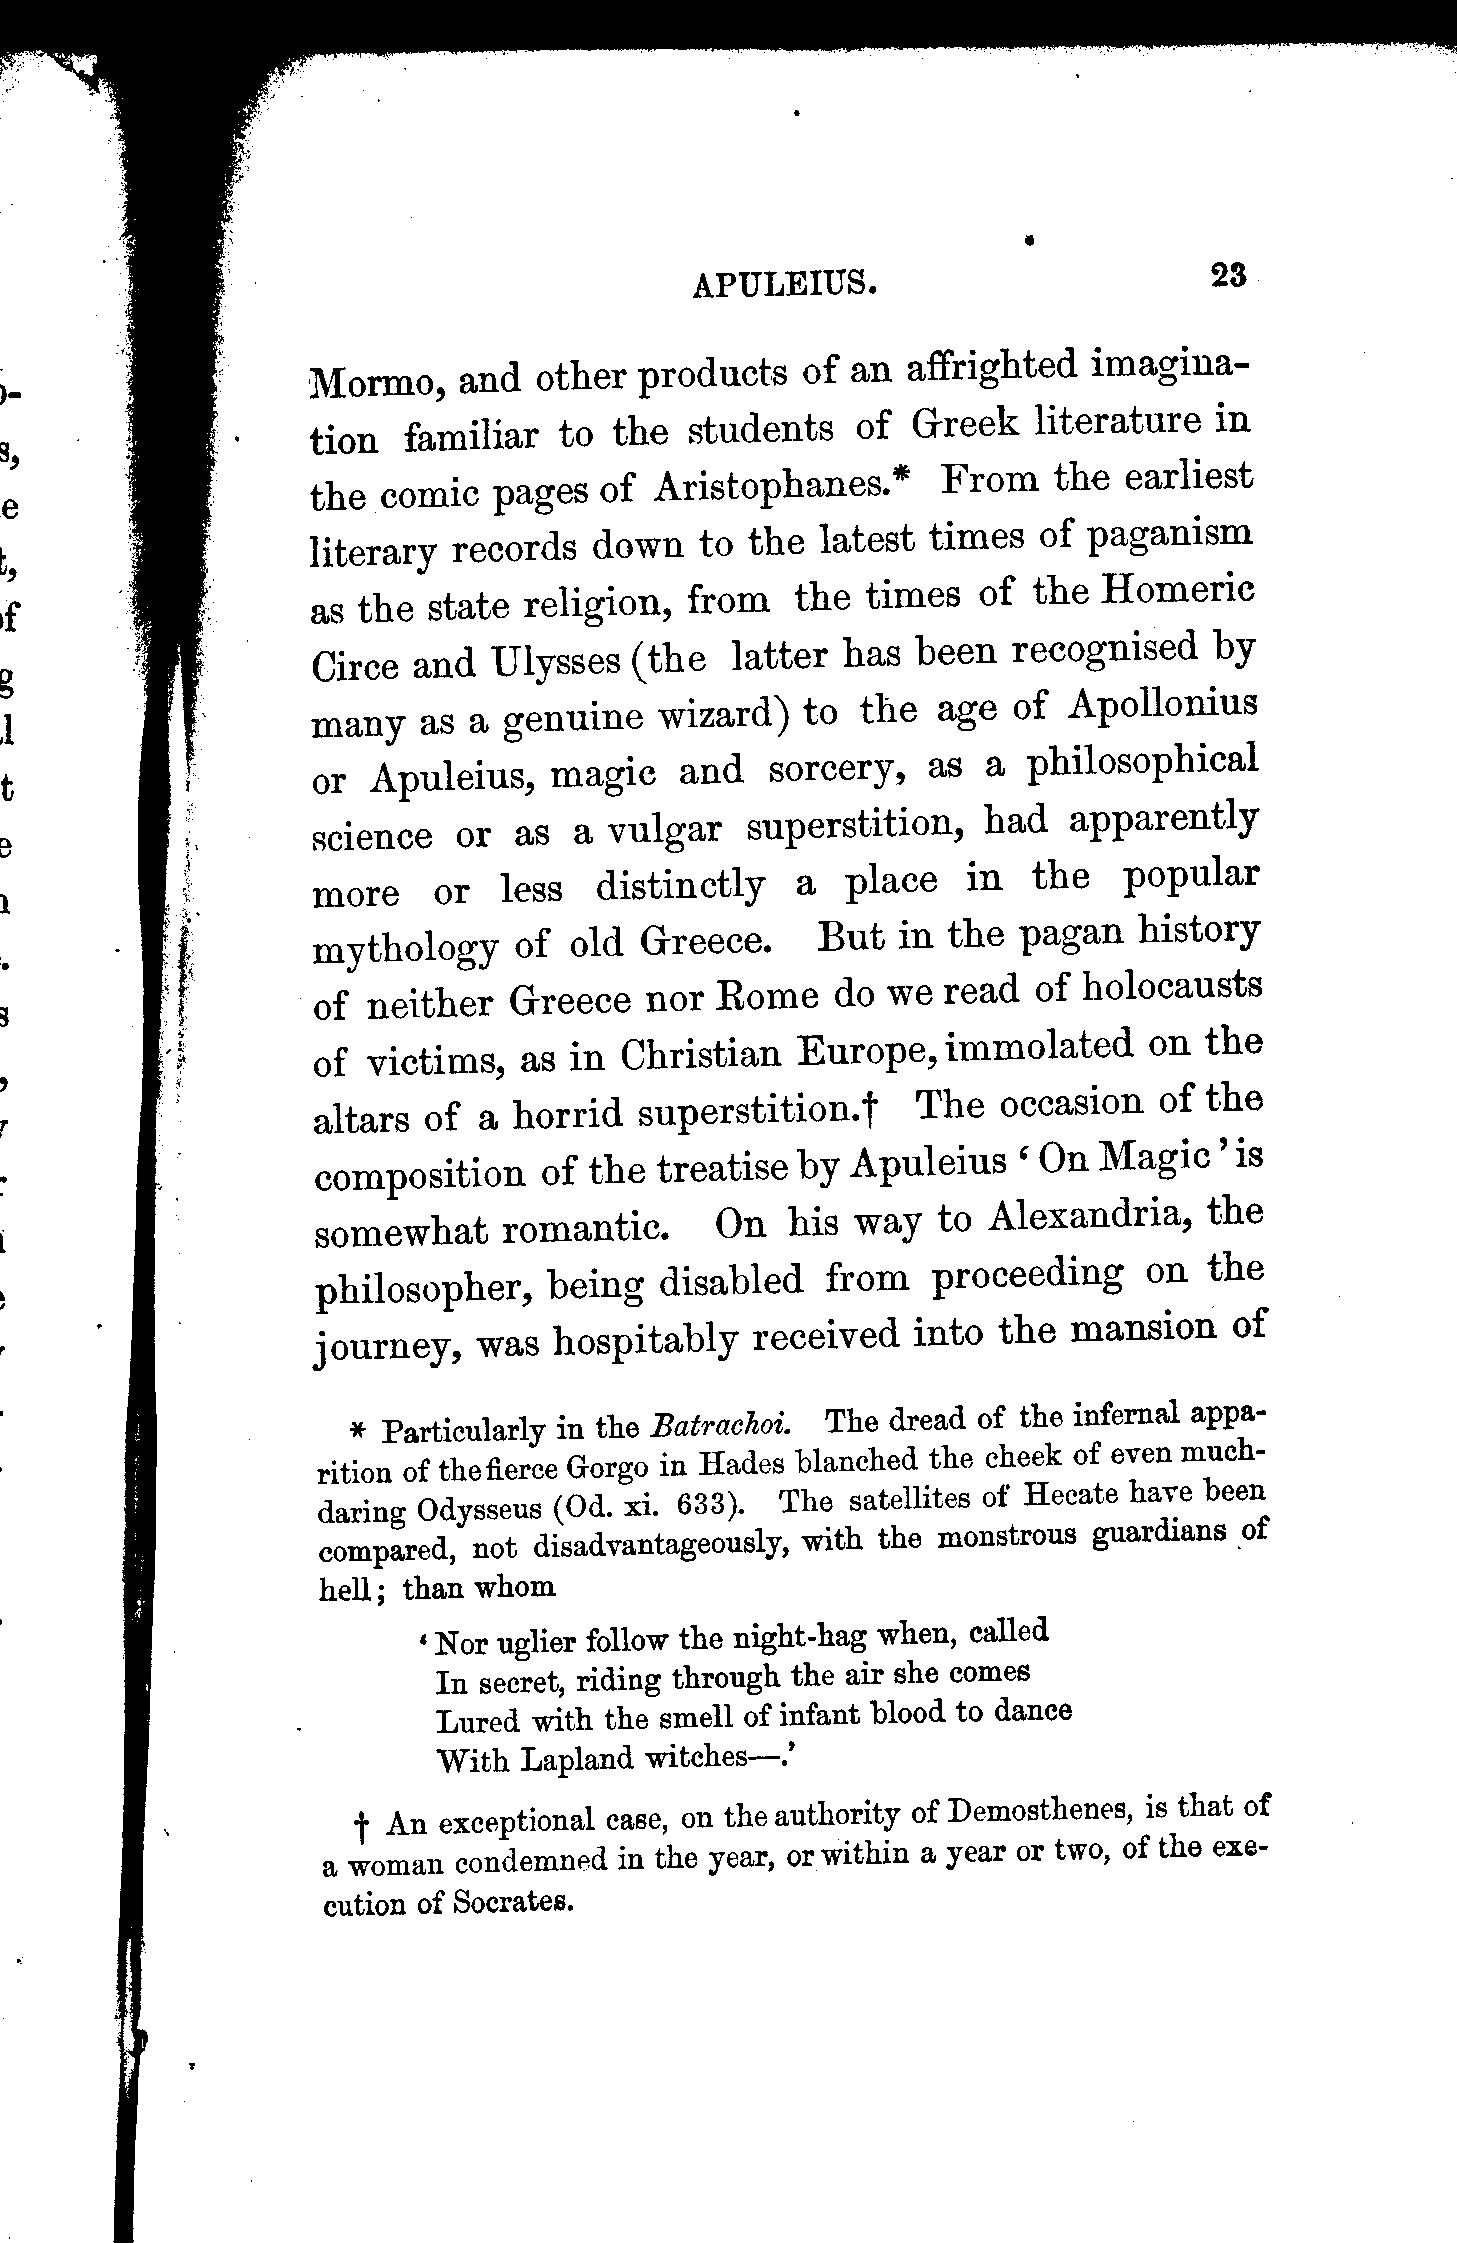 APULEIUS. 23
Mormo, and other products of an affrighted imagina-
tion familiar to the students of Greek literature in
the comic pages of Aristophanes.* From the earliest
literary records down to the latest times of paganism
as the state religion, from the times of the Homeric
Circe and Ulysses (the latter has been recognised by
many as a genuine wizard) to the age of Apollonius
or Apuleius, magic and sorcery, as a philosophical
science or as a vulgar superstition, had apparently
more or less distinctly a place in the popular
mythology of old Greece. But in the pagan history
of neither Greece nor Rome do we read of holocausts
of victims, as in Christian Europe, immolated on the
altars of a horrid superstition.† The occasion of the
composition of the treatise by Apuleius ‘On Magic’ is
somewhat romantic. On his way to Alexandria, the
philosopher, being disabled from proceeding on the
journey, was hospitably received into the mansion of
* Particularly in the Batrachoi. The dread of the infernal appa-
rition of the fierce Gorgo in Hades blanched the cheek of even much-
daring Odysseus (Od. xi. 633). The satellites of Hecate have been
compared, not disadvantageously, with the monstrous guardians of
hell; than whom
‘Nor uglier follow the night-hag when, called
In secret, riding through the air she comes
Lured with the smell of infant blood to dance
With Lapland witches—.’
† An exceptional case, on the authority of Demosthenes, is that of
a woman condemned in the year, or within a year or two, of the exe-
cution of Socrates.